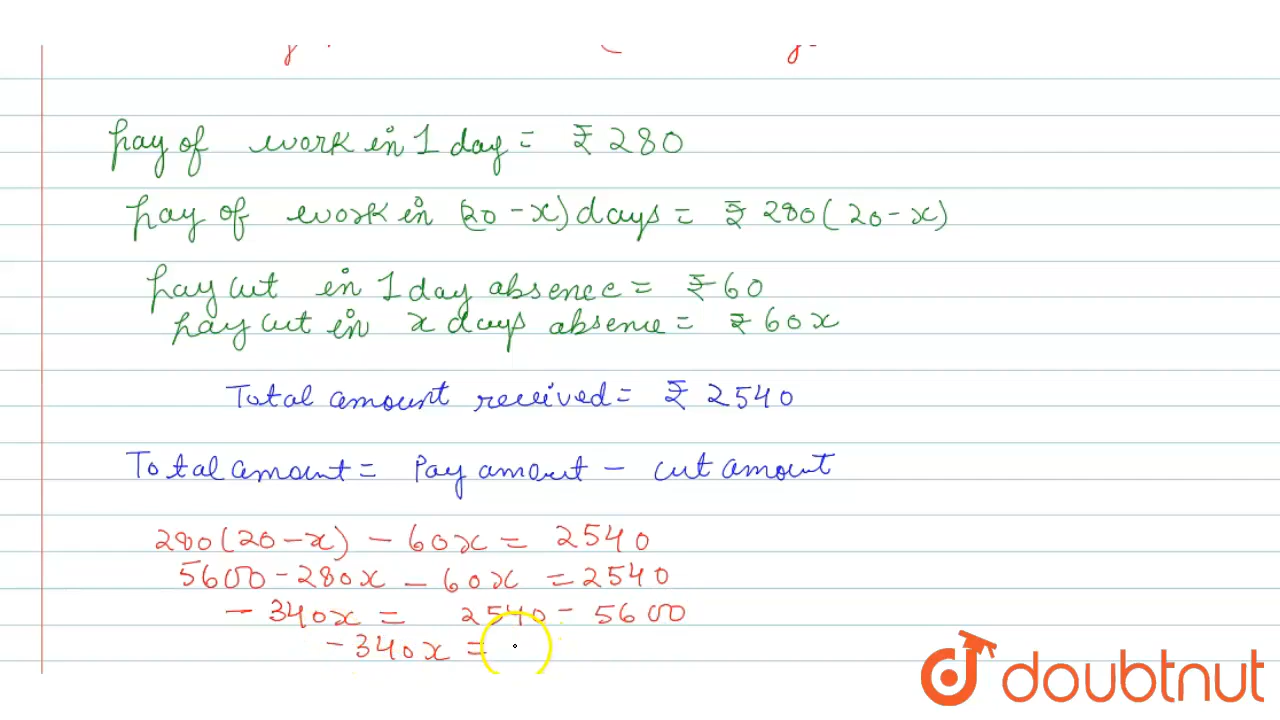 pay of work in 1 day = ₹ 280
pay of work in (20 - x) days = ₹ 280 (20 - x)
pay cut in 1 day absence = ₹ 60
pay cut in x days absence = ₹ 60x
Total amount received = ₹ 2540
Total amount = Pay amount - cut amount
280 (20 - x) - 60x = 2540
5600 - 280x - 60x = 2540
- 340x = 2540 - 5600
- 340x =
doubtnut